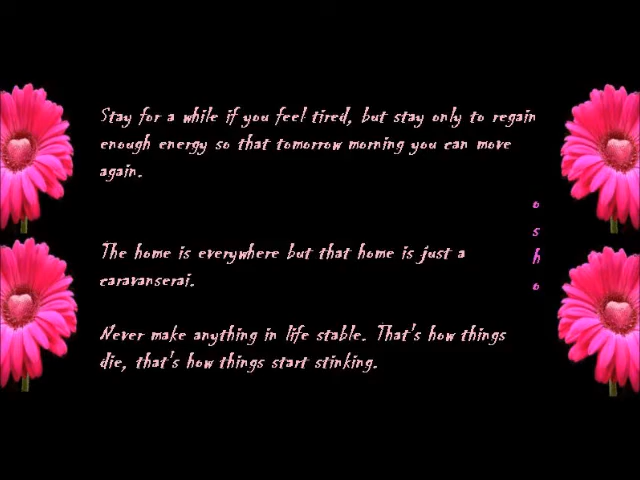 Stay for a while if you feel tired, but stay only to regain
enough energy so that tomorrow morning you can move
again.
The home is everywhere but that home is just a
caravanserai.
Never make anything in life stable. That's how things
die, that's how things start stinking.
o
s
h
o